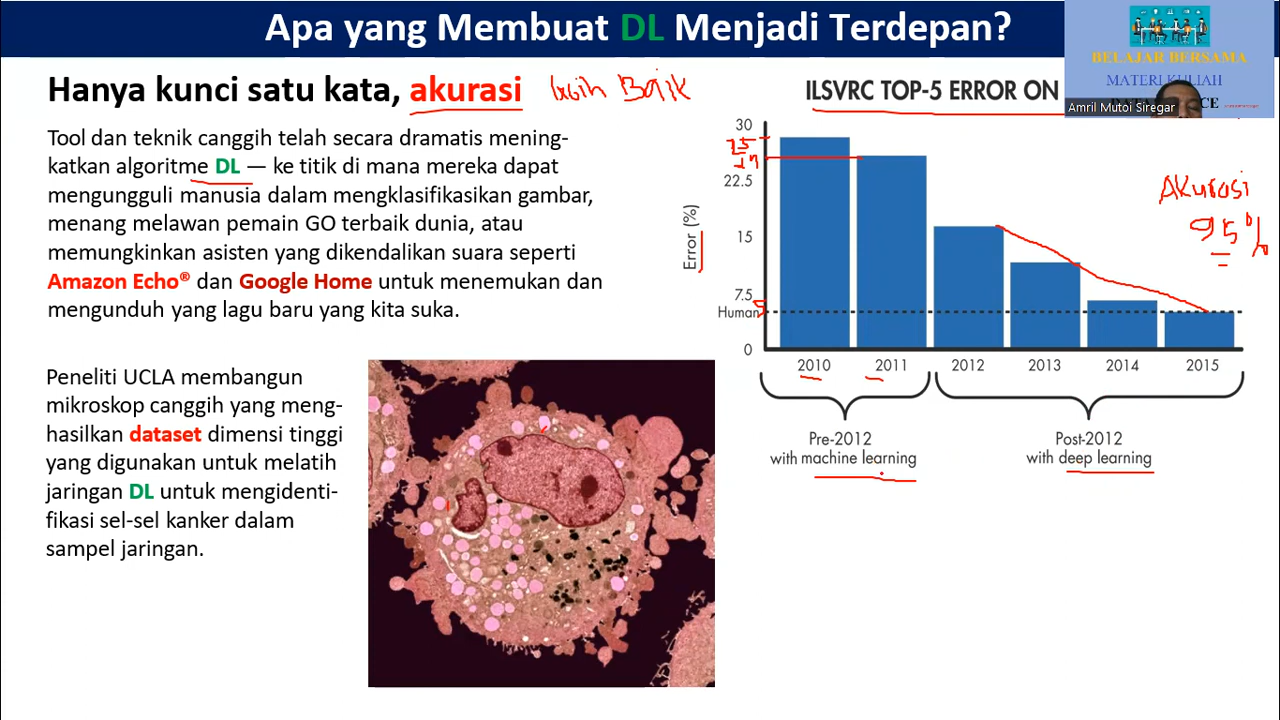 Apa yang Membuat DL Menjadi Terdepan?
BELAJAR BERSAMA
MATERI KULIAH
Amril Mutoi Siregar
Hanya kunci satu kata, akurasi
Baik
Tool dan teknik canggih telah secara dramatis mening-
katkan algoritme DL — ke titik di mana mereka dapat
mengungguli manusia dalam mengklasifikasikan gambar,
menang melawan pemain GO terbaik dunia, atau
memungkinkan asisten yang dikendalikan suara seperti
Amazon Echo® dan Google Home untuk menemukan dan
mengunduh yang lagu baru yang kita suka.
Peneliti UCLA membangun
mikroskop canggih yang meng-
hasilkan dataset dimensi tinggi
yang digunakan untuk melatih
jaringan DL untuk mengidenti-
fikasi sel-sel kanker dalam
sampel jaringan.
ILSVRC TOP-5 ERROR ON
Error (%)
30
22.5
15
7.5
Human
5
0
Akurasi
95%
2010 2011 2012 2013 2014 2015
Pre-2012
with machine learning
Post-2012
with deep learning